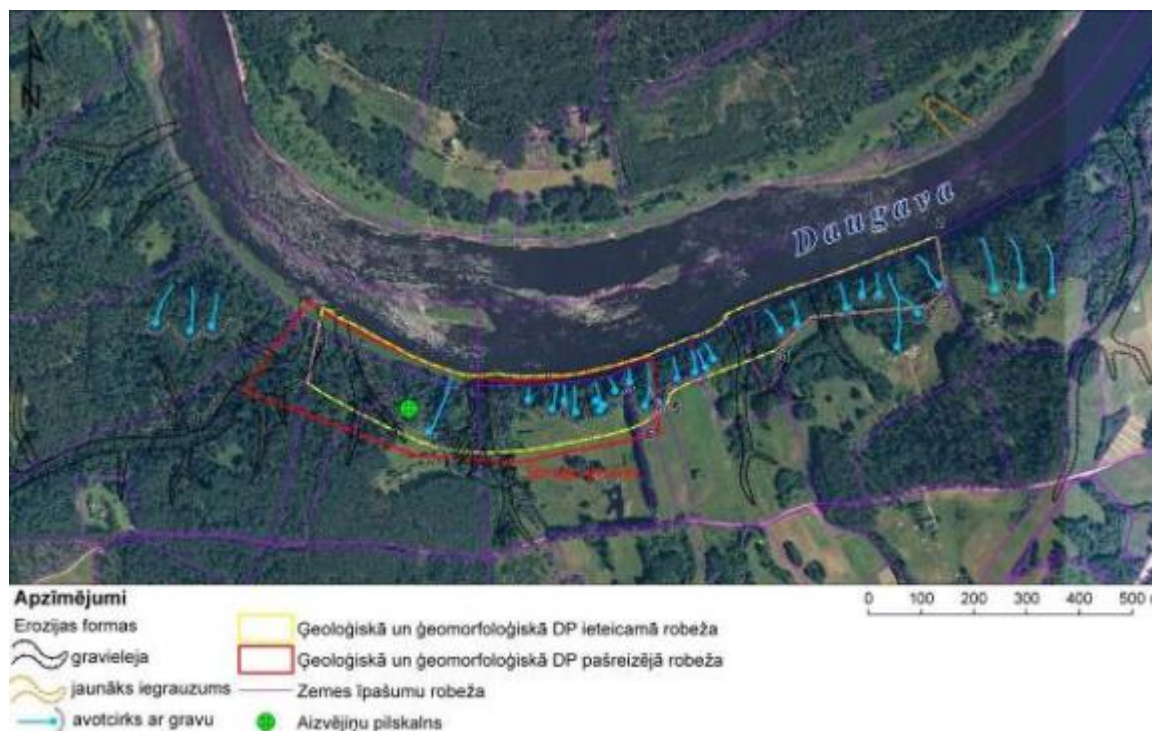 N
Daugava
Apzīmējumi
Erozijas formas
gravieleja
jaunāks iegrauzums
avotcirks ar gravu
Ģeoloģiskā un ģeomorfoloģiskā DP ieteicamā robeža
Ģeoloģiskā un ģeomorfoloģiskā DP pašreizējā robeža
Zemes īpašumu robeža
Aizvējiņu pilskalns
0 100 200 300 400 500